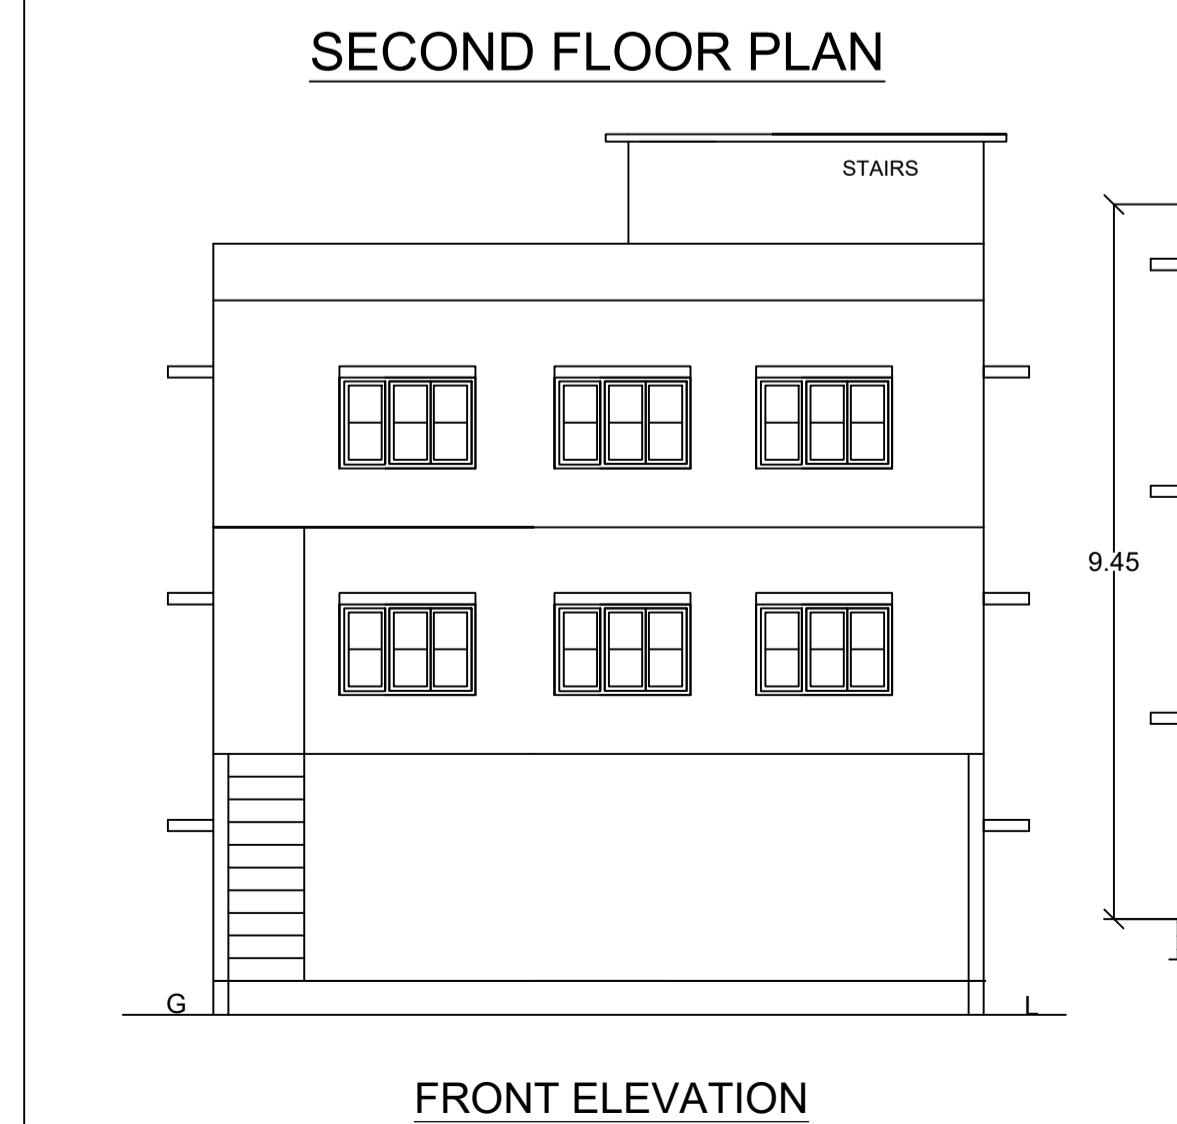 SECOND FLOOR PLAN
STAIRS
9.45
G L
FRONT ELEVATION